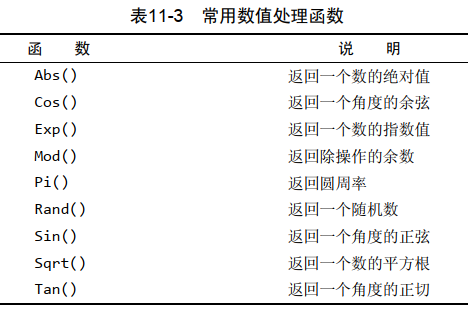 表11-3 常用数值处理函数
函 数 说 明
Abs() 返回一个数的绝对值
Cos() 返回一个角度的余弦
Exp() 返回一个数的指数值
Mod() 返回除操作的余数
Pi() 返回圆周率
Rand() 返回一个随机数
Sin() 返回一个角度的正弦
Sqrt() 返回一个数的平方根
Tan() 返回一个角度的正切